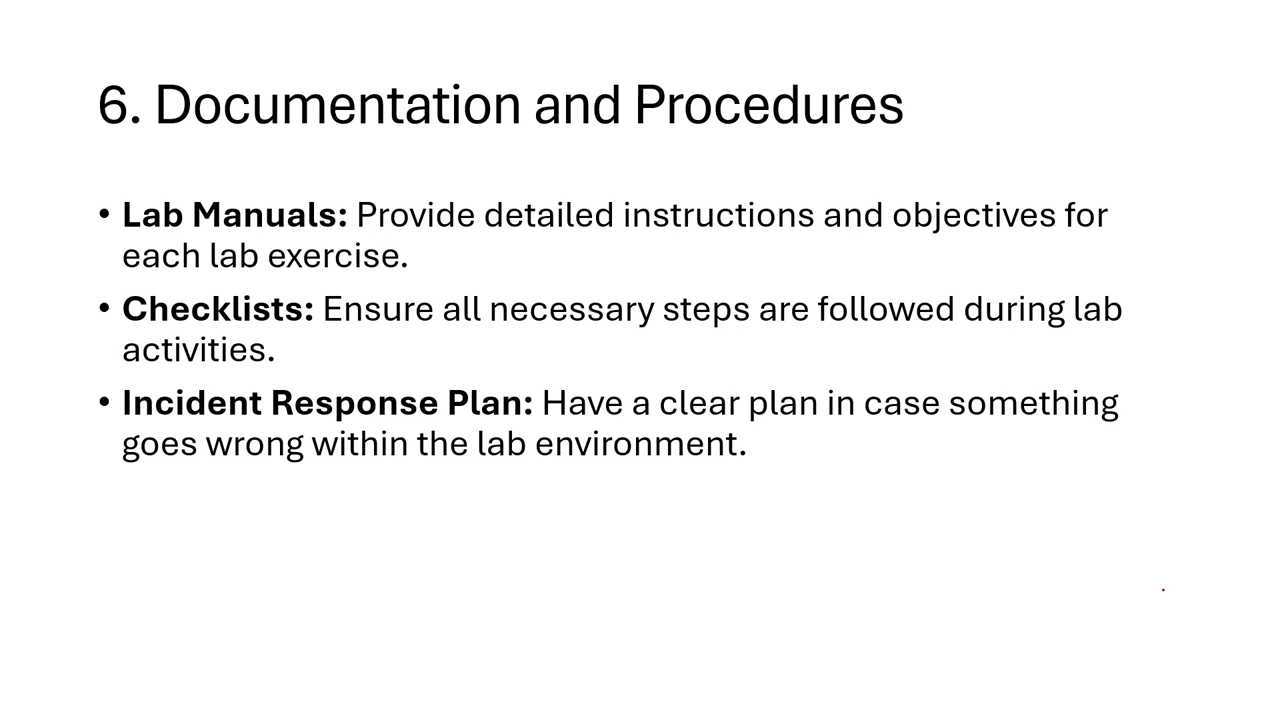 6. Documentation and Procedures
• Lab Manuals: Provide detailed instructions and objectives for
each lab exercise.
• Checklists: Ensure all necessary steps are followed during lab
activities.
• Incident Response Plan: Have a clear plan in case something
goes wrong within the lab environment.